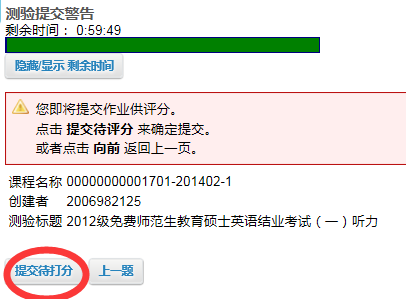 测验提交警告
剩余时间： 0:59:49
隐藏/显示 剩余时间
您即将提交作业供评分。
点击 提交待评分 来确定提交。
或者点击 向前 返回上一页。
课程名称 00000000001701-201402-1
创建者 2006982125
测验标题 2012级免费师范生教育硕士英语结业考试（一）听力
提交待打分 上一题